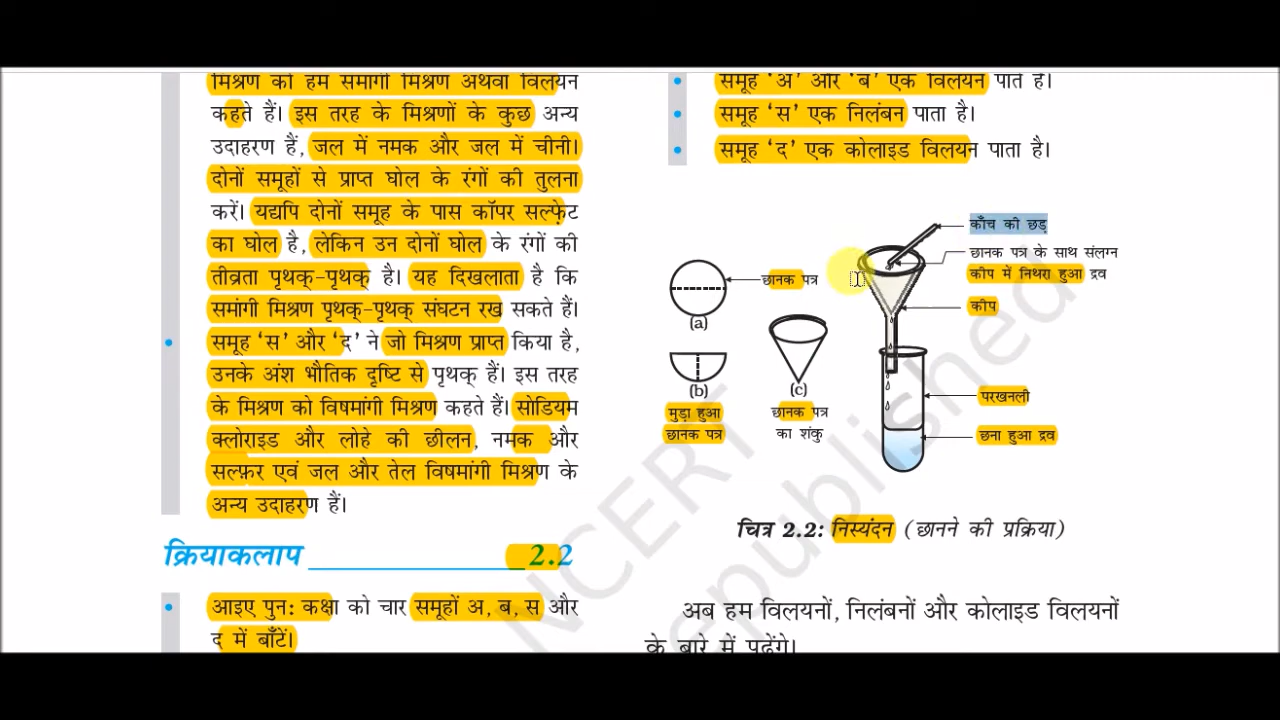 मिश्रण को हम समांगी मिश्रण अथवा विलयन
कहते हैं। इस तरह के मिश्रणों के कुछ अन्य
उदाहरण हैं, जल में नमक और जल में चीनी।
दोनों समूहों से प्राप्त घोल के रंगों की तुलना
करें। यद्यपि दोनों समूह के पास कॉपर सल्फ़ेट
का घोल है, लेकिन उन दोनों घोल के रंगों की
तीव्रता पृथक्-पृथक् है। यह दिखलाता है कि
समांगी मिश्रण पृथक्-पृथक् संघटन रख सकते हैं।
• समूह ‘स’ और ‘द’ ने जो मिश्रण प्राप्त किया है,
उनके अंश भौतिक दृष्टि से पृथक् हैं। इस तरह
के मिश्रण को विषमांगी मिश्रण कहते हैं। सोडियम
क्लोराइड और लोहे की छीलन, नमक और
सल्फ़र एवं जल और तेल विषमांगी मिश्रण के
अन्य उदाहरण हैं।
क्रियाकलाप 2.2
• आइए पुन: कक्षा को चार समूहों अ, ब, स और
द में बाँटें।
• समूह ‘अ’ और ‘ब’ एक विलयन पाते हैं।
• समूह ‘स’ एक निलंबन पाता है।
• समूह ‘द’ एक कोलाइड विलयन पाता है।
काँच की छड़
छानक पत्र के साथ संलग्न
कीप में निथरा हुआ द्रव
छानक पत्र
कीप
(a)
(b)
(c)
मुड़ा हुआ
छानक पत्र
छानक पत्र
का शंकु
परखनली
छना हुआ द्रव
चित्र 2.2: निस्यंदन (छानने की प्रक्रिया)
अब हम विलयनों, निलंबनों और कोलाइड विलयनों
के बारे में पढ़ेंगे।
NCERT
published